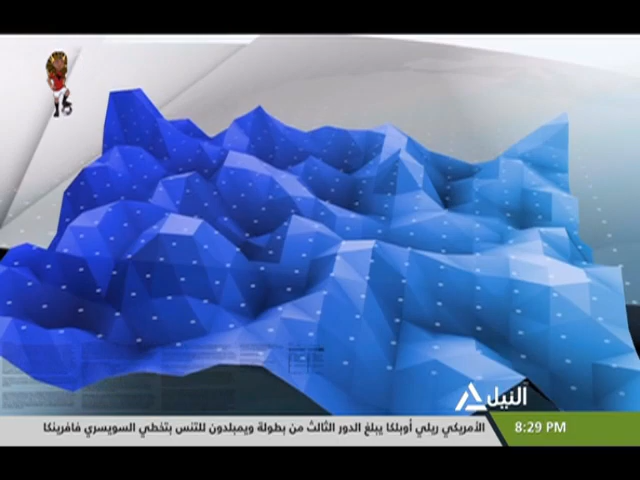 النيل
الأمريكي ريلي أوبلكا يبلغ الدور الثالث من بطولة ويمبلدون للتنس بتخطي السويسري فافرينكا
8:29 PM